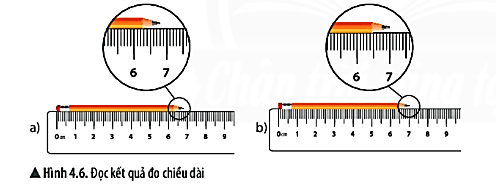 6 7
6 7
a)
0cm 1 2 3 4 5 6 7 8 9
b)
0cm 1 2 3 4 5 6 7 8 9
▲ Hình 4.6. Đọc kết quả đo chiều dài